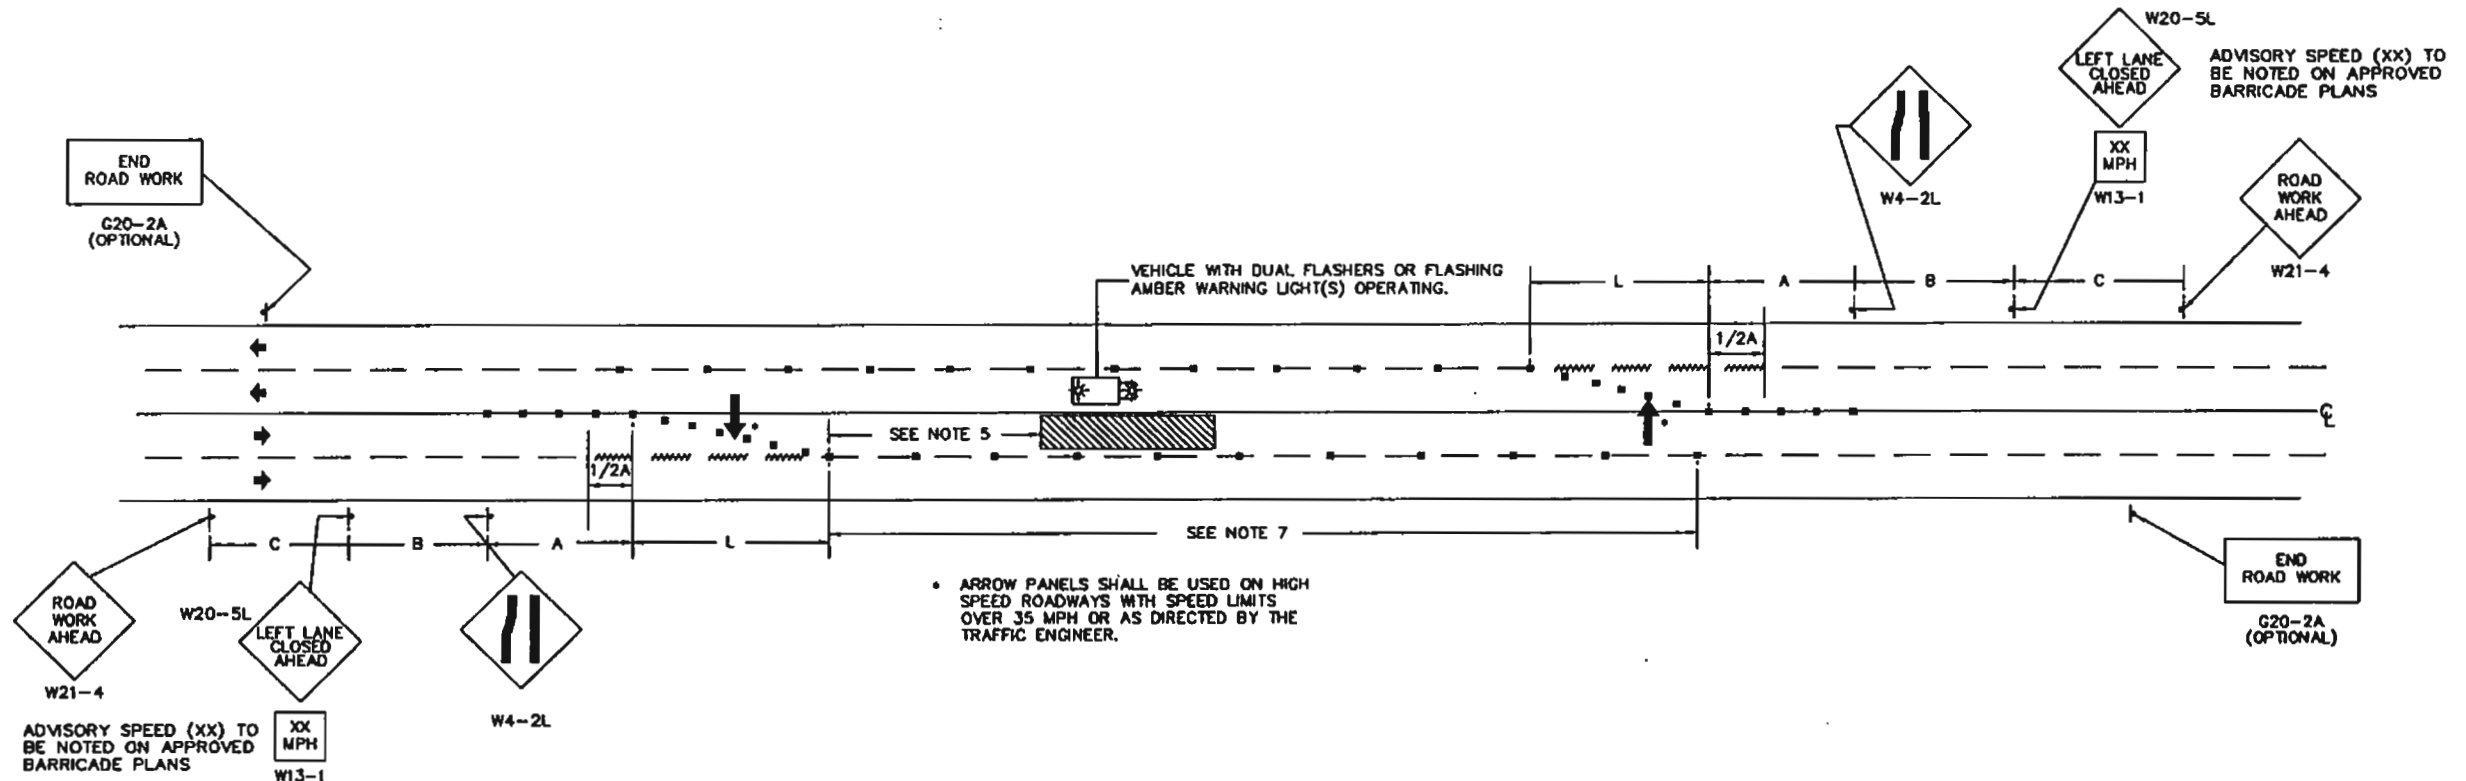 W20-5L
LEFT LANE
CLOSED
AHEAD
ADVISORY SPEED (XX) TO
BE NOTED ON APPROVED
BARRICADE PLANS
XX
MPH
W13-1
W4-2L
ROAD
WORK
AHEAD
W21-4
END
ROAD WORK
G20-2A
(OPTIONAL)
VEHICLE WITH DUAL FLASHERS OR FLASHING
AMBER WARNING LIGHT(S) OPERATING.
L
A
B
C
1/2A
℄
SEE NOTE 5
1/2A
C
B
A
L
SEE NOTE 7
• ARROW PANELS SHALL BE USED ON HIGH
SPEED ROADWAYS WITH SPEED LIMITS
OVER 35 MPH OR AS DIRECTED BY THE
TRAFFIC ENGINEER.
ROAD
WORK
AHEAD
W21-4
W20-5L
LEFT LANE
CLOSED
AHEAD
ADVISORY SPEED (XX) TO
BE NOTED ON APPROVED
BARRICADE PLANS
XX
MPH
W13-1
W4-2L
END
ROAD WORK
G20-2A
(OPTIONAL)